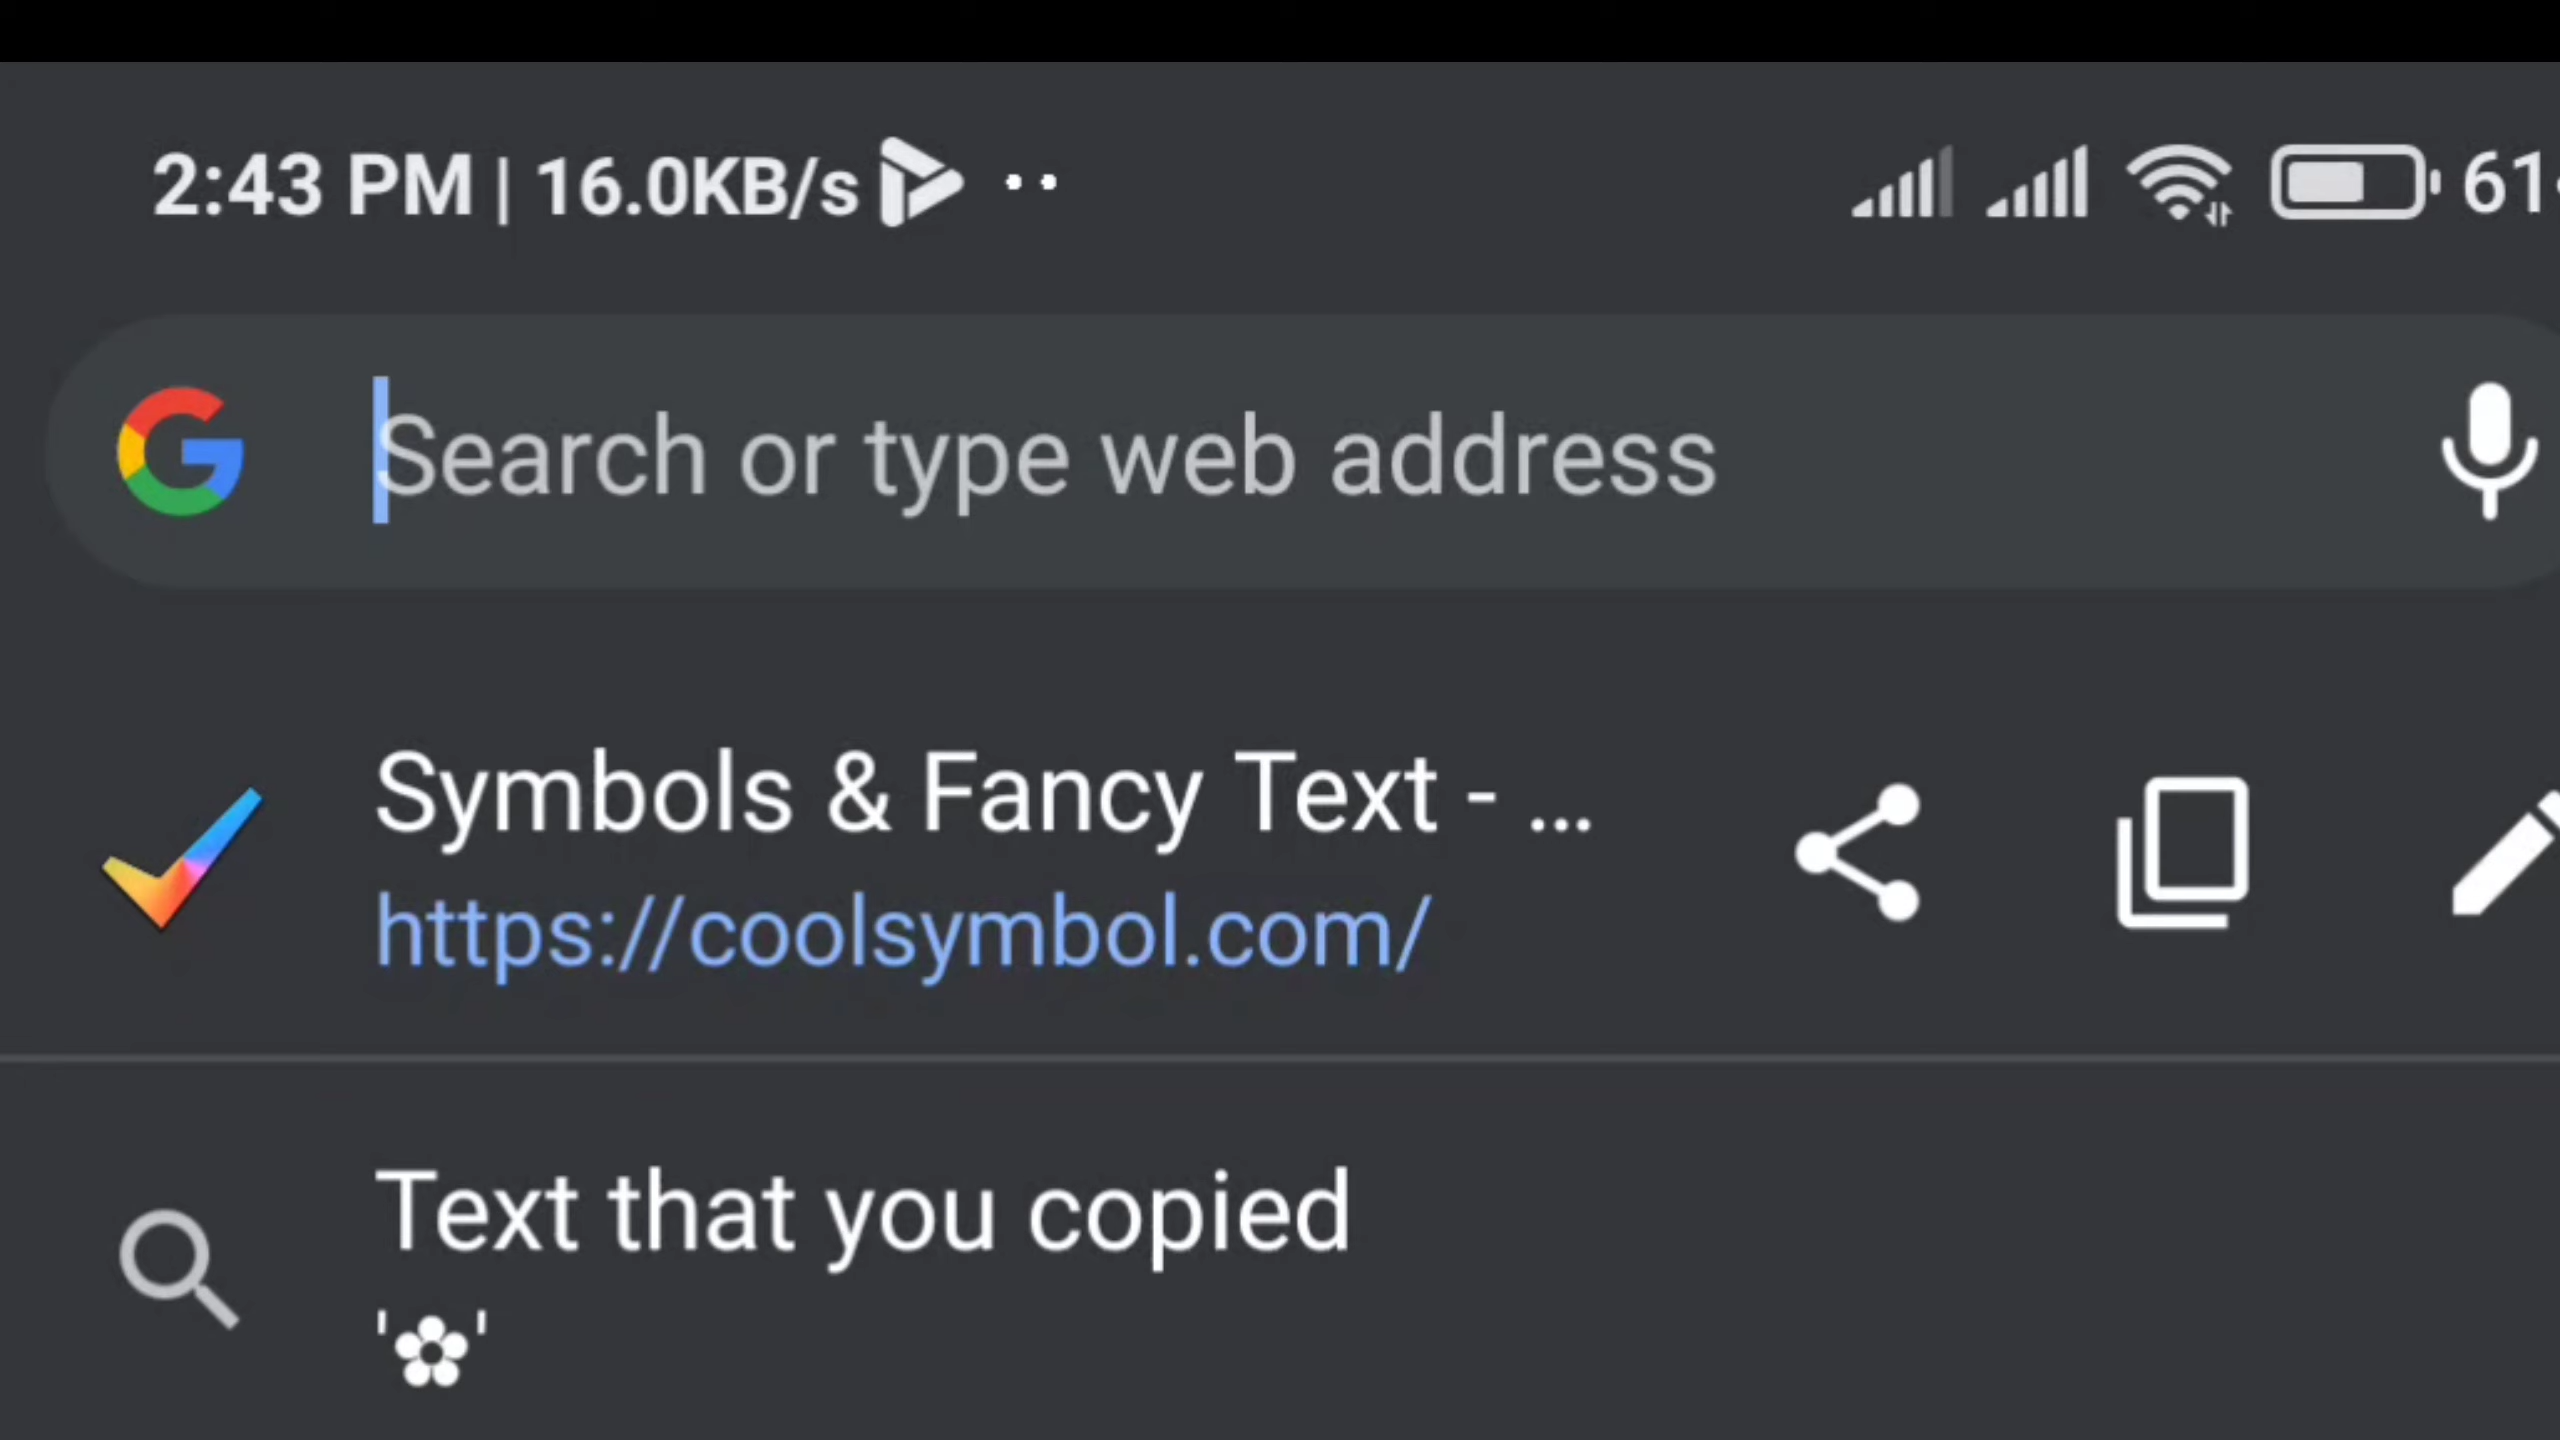 2:43 PM | 16.0KB/s
61
Search or type web address
Symbols & Fancy Text - ...
https://coolsymbol.com/
Text that you copied
'✿'